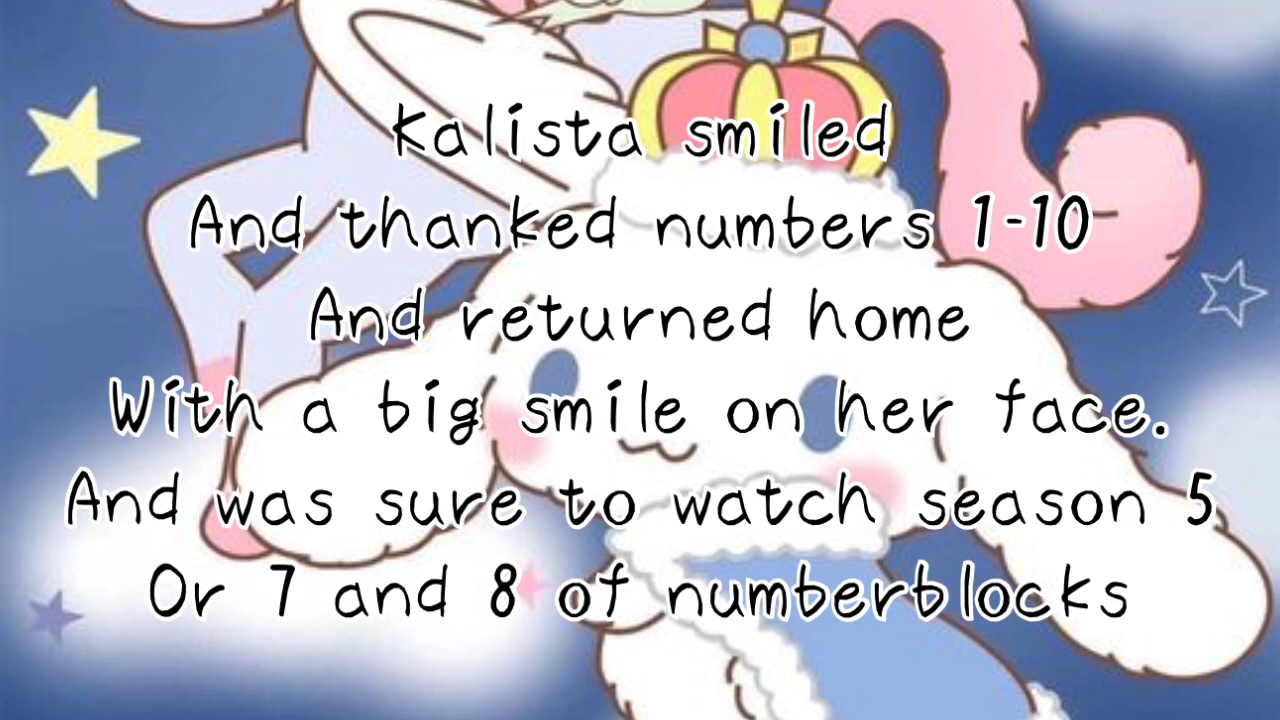 Kalista smiled
And thanked numbers 1-10
And returned home
With a big smile on her face.
And was sure to watch season 5
Or 7 and 8 of numberblocks